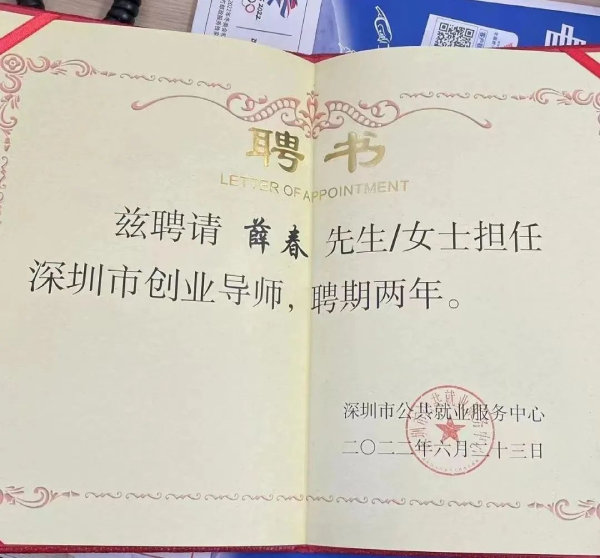 聘书
LETTER OF APPOINTMENT
兹聘请 薛春 先生/女士担任
深圳市创业导师，聘期两年。
深圳市公共就业服务中心
二〇二二年六月二十三日